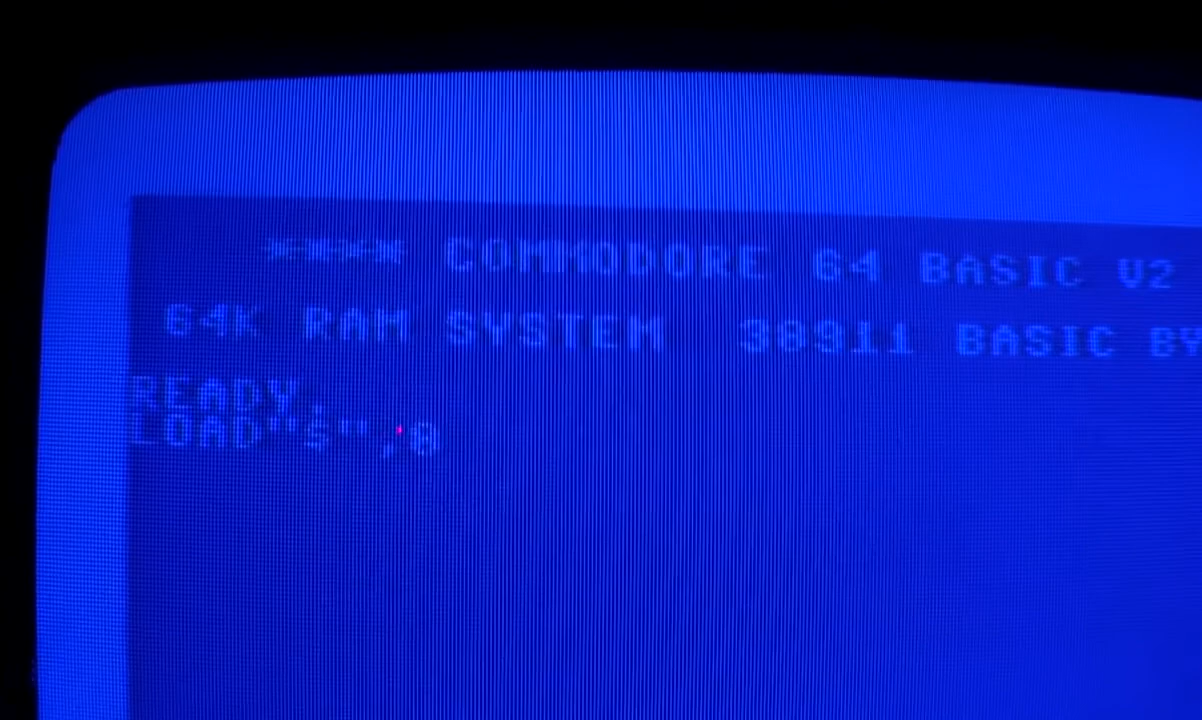 **** COMMODORE 64 BASIC V2
64K RAM SYSTEM  38911 BASIC BY
READY.
LOAD"$",8